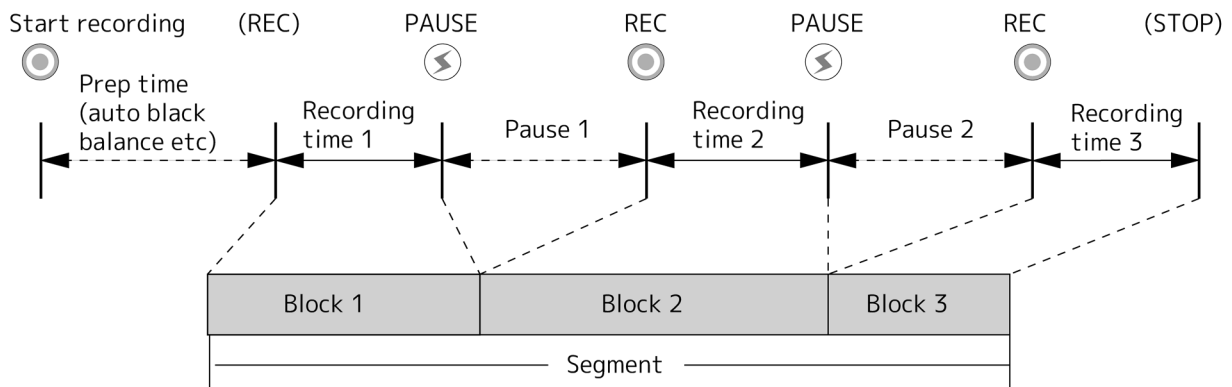 Start recording (REC) PAUSE REC PAUSE REC (STOP)
Prep time
(auto black
balance etc)
Recording
time 1
Pause 1
Recording
time 2
Pause 2
Recording
time 3
Block 1 Block 2 Block 3
Segment